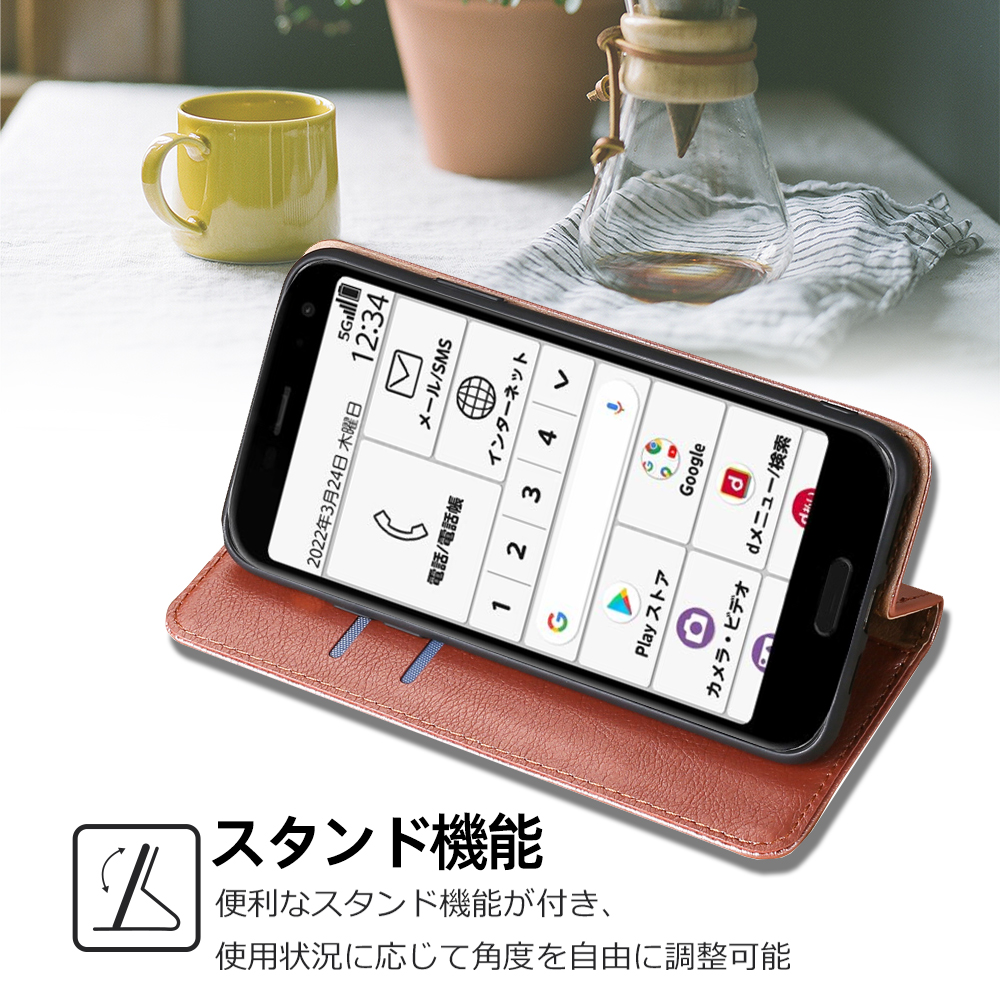 5G
12:34
2022年3月24日 木曜日
メール/SMS
電話/電話帳
インターネット
1
2
3
4
G
Google
Play ストア
dメニュー/検索
d
カメラ・ビデオ
d払い
スタンド機能
便利なスタンド機能が付き、
使用状況に応じて角度を自由に調整可能